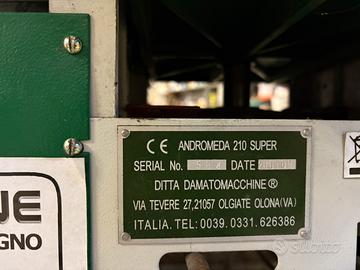 CE ANDROMEDA 210 SUPER
SERIAL No. DATE
DITTA DAMATOMACCHINE®
VIA TEVERE 27,21057 OLGIATE OLONA(VA)
ITALIA.TEL:0039.0331.626386
UE
EGNO
subito